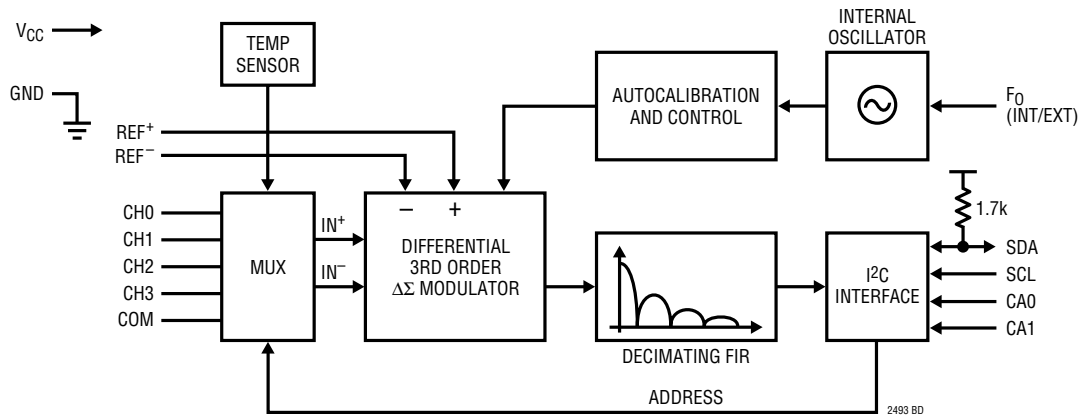 V_CC
TEMP
SENSOR
INTERNAL
OSCILLATOR
GND
AUTOCALIBRATION
AND CONTROL
F_O
(INT/EXT)
REF⁺
REF⁻
1.7k
CH0
CH1
CH2
CH3
COM
MUX
IN⁺
IN⁻
− +
DIFFERENTIAL
3RD ORDER
ΔΣ MODULATOR
DECIMATING FIR
I²C
INTERFACE
SDA
SCL
CA0
CA1
ADDRESS
2493 BD